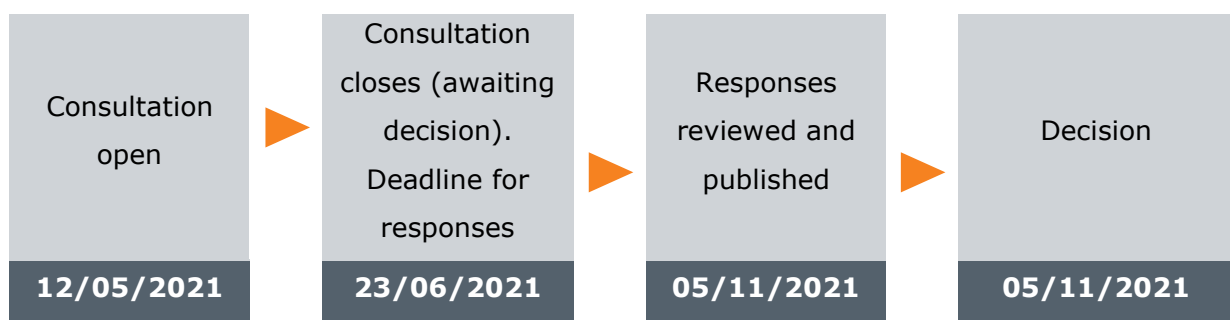 Consultation
open
12/05/2021
Consultation
closes (awaiting
decision).
Deadline for
responses
23/06/2021
Responses
reviewed and
published
05/11/2021
Decision
05/11/2021